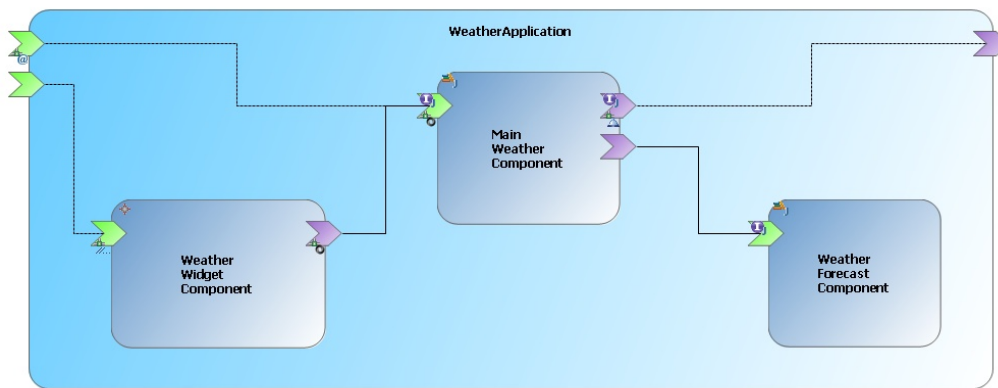 WeatherApplication
Main
Weather
Component
Weather
Widget
Component
Weather
Forecast
Component